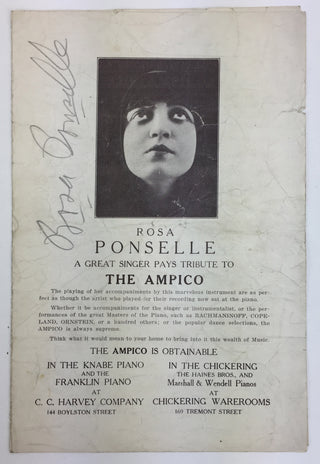 Rosa Ponselle
ROSA
PONSELLE
A GREAT SINGER PAYS TRIBUTE TO
THE AMPICO
The playing of her accompaniments by this marvelous instrument are as per-
fect as though the artist who played for their recording now sat at the piano.
Whether it be accompaniments for the singer or instrumentalist, or the per-
formances of the great Masters of the Piano, such as RACHMANINOFF, COPE-
LAND, ORNSTEIN, or a hundred others; or the popular dance selections, the
AMPICO is always supreme.
Think what it would mean to your home to bring into it this wealth of Music.
THE AMPICO IS OBTAINABLE
IN THE KNABE PIANO
AND THE
FRANKLIN PIANO
AT
C. C. HARVEY COMPANY
144 BOYLSTON STREET
IN THE CHICKERING
THE HAINES BROS., AND
Marshall & Wendell Pianos
AT
CHICKERING WAREROOMS
169 TREMONT STREET